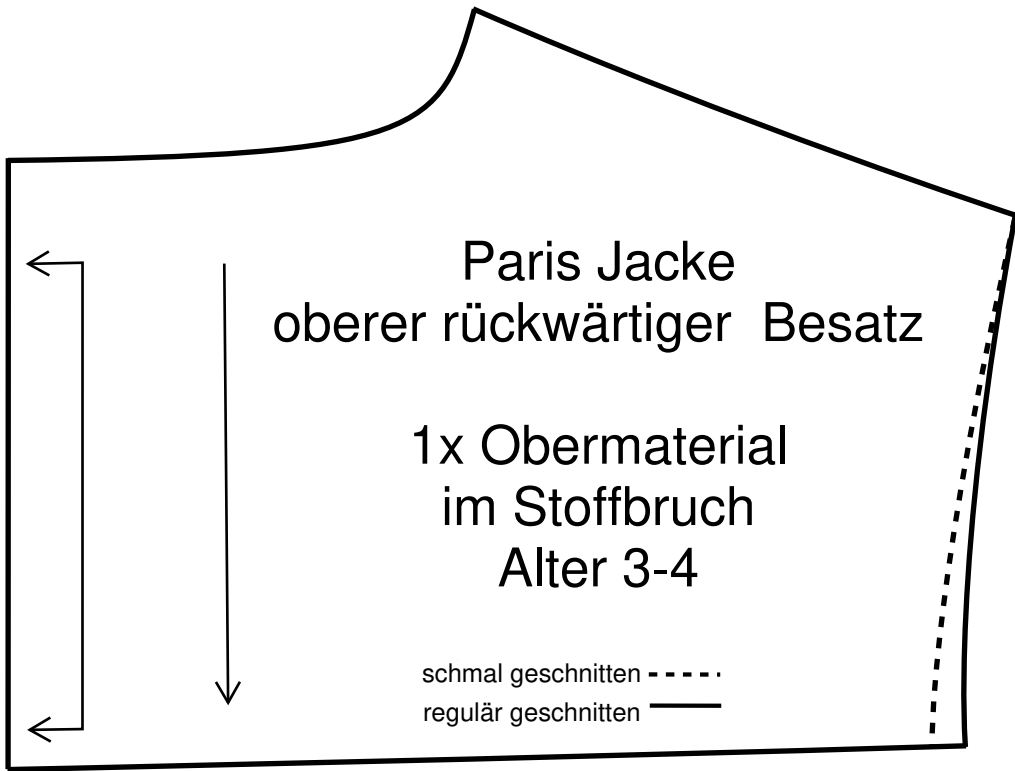 Paris Jacke
oberer rückwärtiger Besatz
1x Obermaterial
im Stoffbruch
Alter 3-4
schmal geschnitten
regulär geschnitten